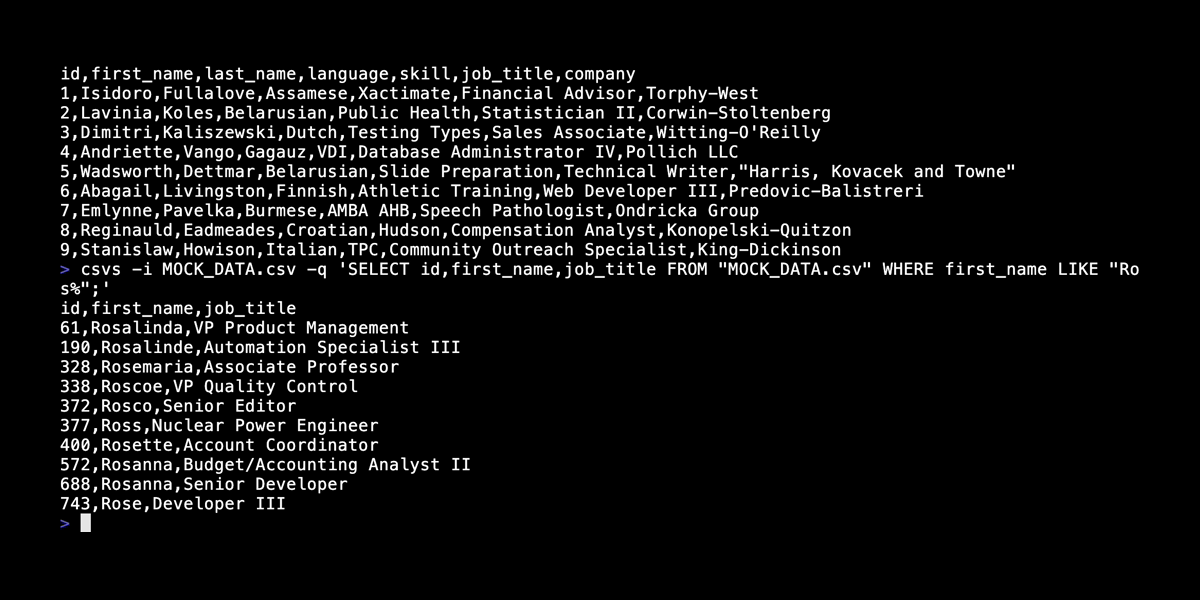 id,first_name,last_name,language,skill,job_title,company
1,Isidoro,Fullalove,Assamese,Xactimate,Financial Advisor,Torphy-West
2,Lavinia,Koles,Belarusian,Public Health,Statistician II,Corwin-Stoltenberg
3,Dimitri,Kaliszewski,Dutch,Testing Types,Sales Associate,Witting-O'Reilly
4,Andriette,Vango,Gagauz,VDI,Database Administrator IV,Pollich LLC
5,Wadsworth,Dettmar,Belarusian,Slide Preparation,Technical Writer,"Harris, Kovacek and Towne"
6,Abagail,Livingston,Finnish,Athletic Training,Web Developer III,Predovic-Balistreri
7,Emlynne,Pavelka,Burmese,AMBA AHB,Speech Pathologist,Ondricka Group
8,Reginauld,Eadmeades,Croatian,Hudson,Compensation Analyst,Konopelski-Quitzon
9,Stanislaw,Howison,Italian,TPC,Community Outreach Specialist,King-Dickinson
> csvs -i MOCK_DATA.csv -q 'SELECT id,first_name,job_title FROM "MOCK_DATA.csv" WHERE first_name LIKE "Ro
s%";'
id,first_name,job_title
61,Rosalinda,VP Product Management
190,Rosalinde,Automation Specialist III
328,Rosemaria,Associate Professor
338,Roscoe,VP Quality Control
372,Rosco,Senior Editor
377,Ross,Nuclear Power Engineer
400,Rosette,Account Coordinator
572,Rosanna,Budget/Accounting Analyst II
688,Rosanna,Senior Developer
743,Rose,Developer III
>